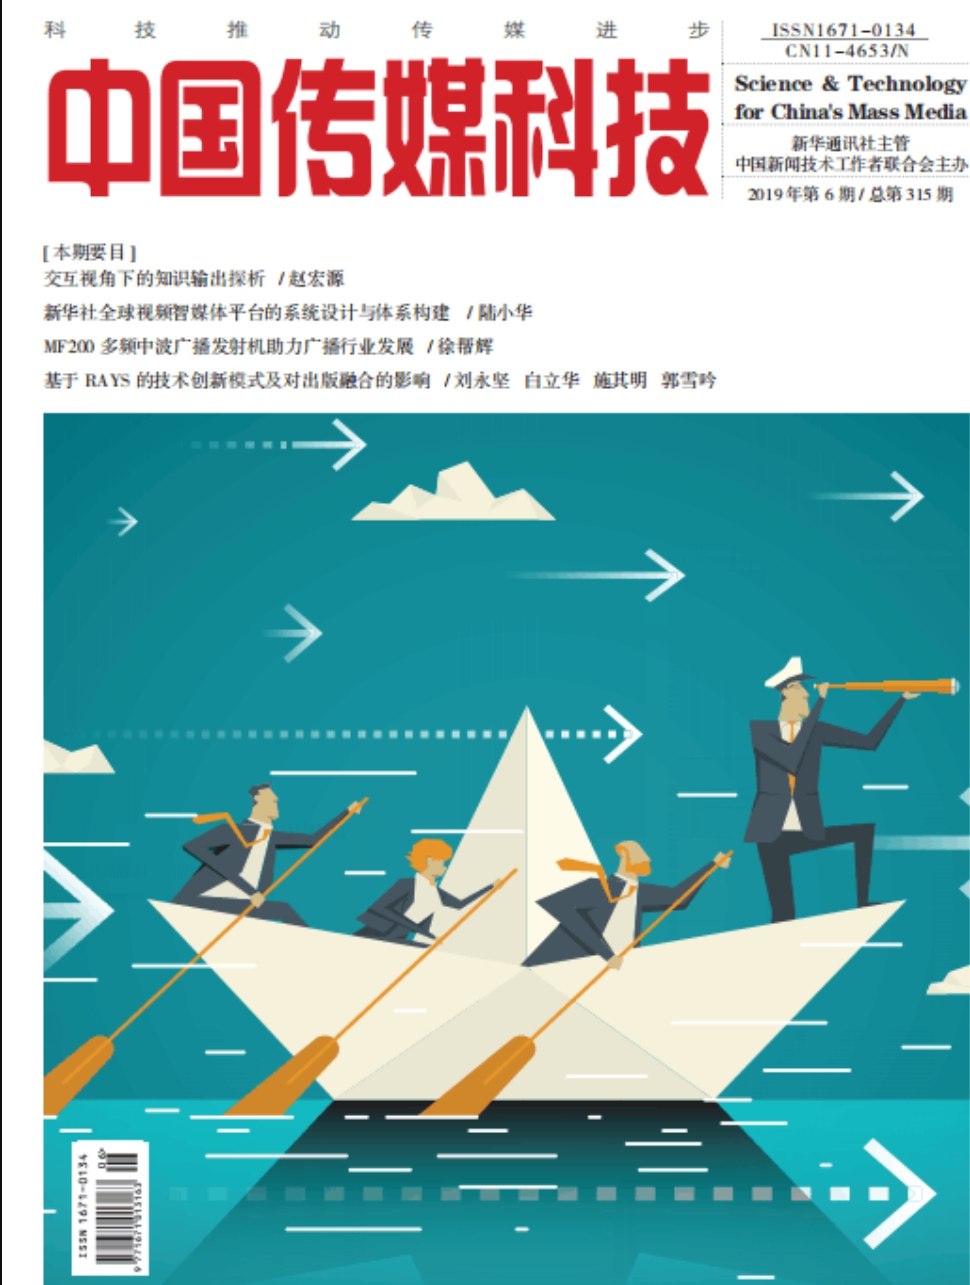 科技推动传媒进步
中国传媒科技
ISSN1671-0134
CN11-4653/N
Science & Technology
for China's Mass Media
新华通讯社主管
中国新闻技术工作者联合会主办
2019年第6期/总第315期
[本期要目]
交互视角下的知识输出探析 /赵宏源
新华社全球视频智媒体平台的系统设计与体系构建 /陆小华
MF200 多频中波广播发射机助力广播行业发展 /徐帮辉
基于 RAYS 的技术创新模式及对出版融合的影响 /刘永坚 白立华 施其明 郭雪吟
ISSN 1671-0134
06>
9 771671 013163